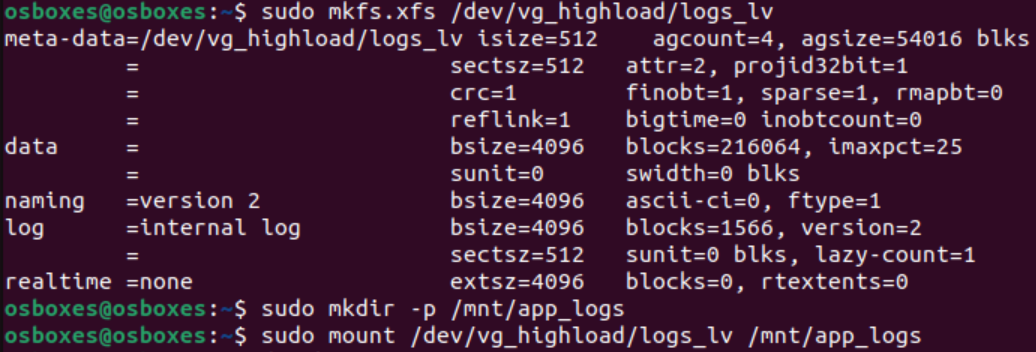 osboxes@osboxes:~$ sudo mkfs.xfs /dev/vg_highload/logs_lv
meta-data=/dev/vg_highload/logs_lv isize=512    agcount=4, agsize=54016 blks
         =                       sectsz=512   attr=2, projid32bit=1
         =                       crc=1        finobt=1, sparse=1, rmapbt=0
         =                       reflink=1    bigtime=0 inobtcount=0
data     =                       bsize=4096   blocks=216064, imaxpct=25
         =                       sunit=0      swidth=0 blks
naming   =version 2              bsize=4096   ascii-ci=0, ftype=1
log      =internal log           bsize=4096   blocks=1566, version=2
         =                       sectsz=512   sunit=0 blks, lazy-count=1
realtime =none                   extsz=4096   blocks=0, rtextents=0
osboxes@osboxes:~$ sudo mkdir -p /mnt/app_logs
osboxes@osboxes:~$ sudo mount /dev/vg_highload/logs_lv /mnt/app_logs